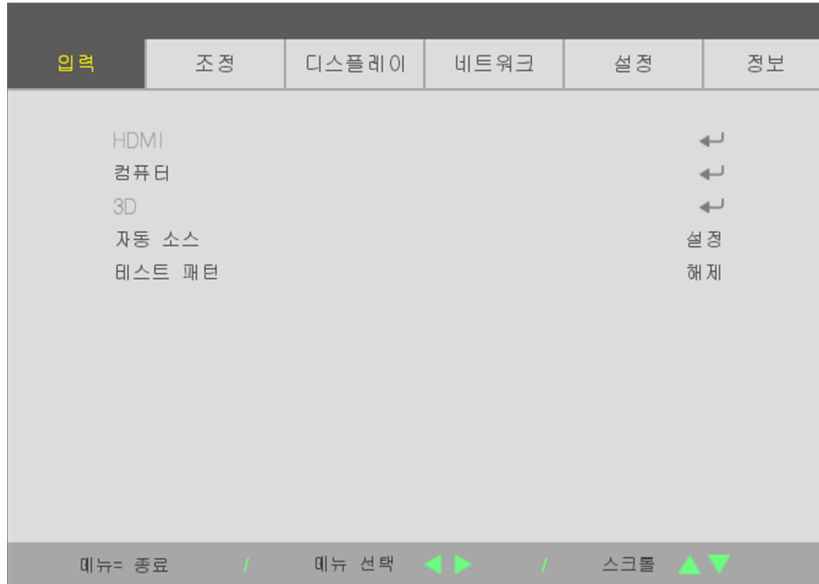 입력 조정 디스플레이 네트워크 설정 정보
HDMI
컴퓨터
3D
자동 소스 설정
테스트 패턴 해제
메뉴= 종료 / 메뉴 선택 ◀ ▶ / 스크롤 ▲ ▼